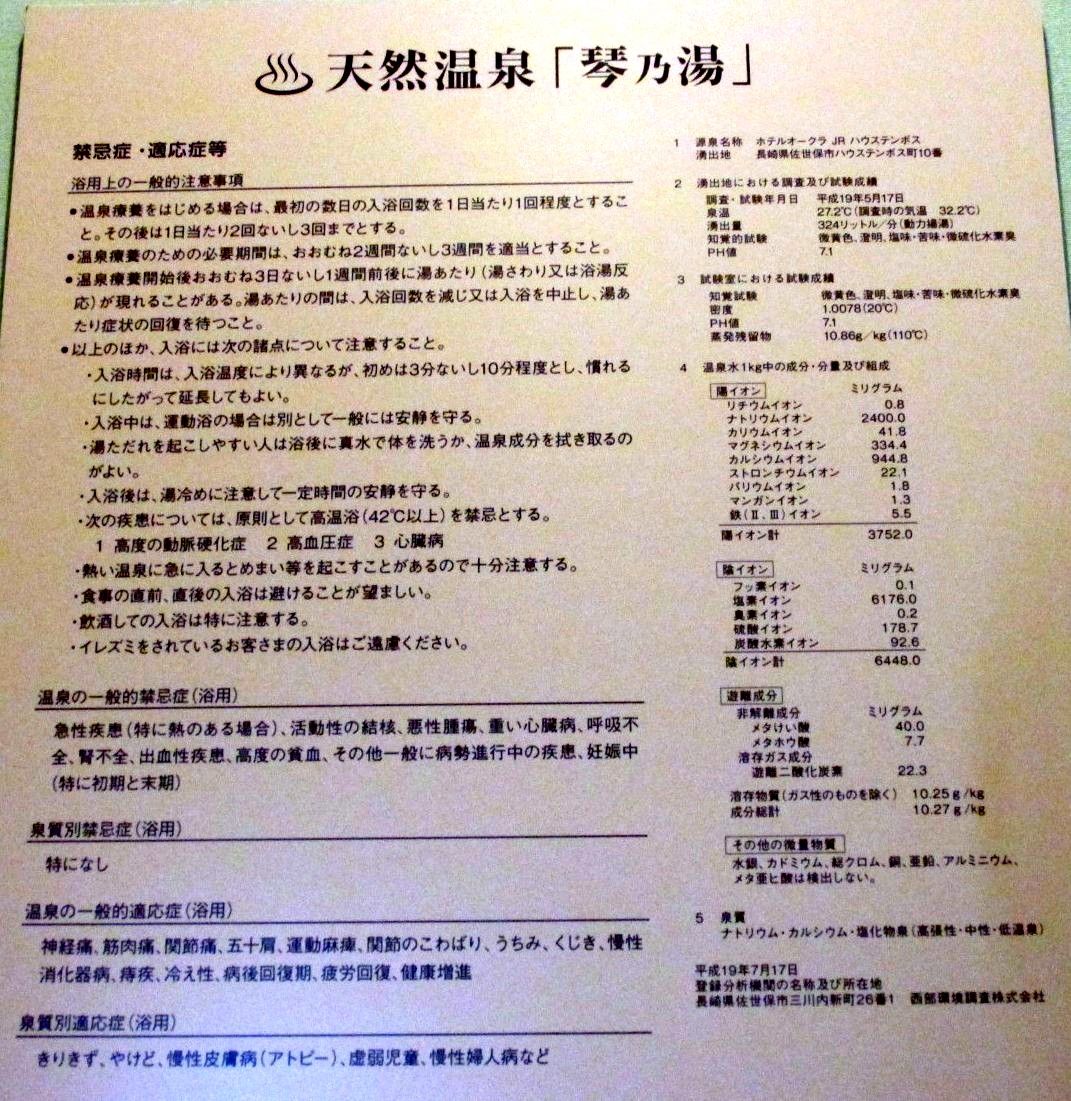 ♨天然温泉「琴乃湯」
禁忌症・適応症等
浴用上の一般的注意事項
●温泉療養をはじめる場合は、最初の数日の入浴回数を1日当たり1回程度とするこ
と。その後は1日当たり2回ないし3回までとする。
●温泉療養のための必要期間は、おおむね2週間ないし3週間を適当とすること。
●温泉療養開始後おおむね3日ないし1週間前後に湯あたり(湯さわり又は浴湯反
応)が現れることがある。湯あたりの間は、入浴回数を減じ又は入浴を中止し、湯あ
たり症状の回復を待つこと。
●以上のほか、入浴には次の諸点について注意すること。
・入浴時間は、入浴温度により異なるが、初めは3分ないし10分程度とし、慣れる
にしたがって延長してもよい。
・入浴中は、運動浴の場合は別として一般には安静を守る。
・湯ただれを起こしやすい人は浴後に真水で体を洗うか、温泉成分を拭き取るの
がよい。
・入浴後は、湯冷めに注意して一定時間の安静を守る。
・次の疾患については、原則として高温浴(42℃以上)を禁忌とする。
1 高度の動脈硬化症 2 高血圧症 3 心臓病
・熱い温泉に急に入るとめまい等を起こすことがあるので十分注意する。
・食事の直前、直後の入浴は避けることが望ましい。
・飲酒しての入浴は特に注意する。
・イレズミをされているお客さまの入浴はご遠慮ください。
温泉の一般的禁忌症(浴用)
急性疾患(特に熱のある場合)、活動性の結核、悪性腫瘍、重い心臓病、呼吸不
全、腎不全、出血性疾患、高度の貧血、その他一般に病勢進行中の疾患、妊娠中
(特に初期と末期)
泉質別禁忌症(浴用)
特になし
温泉の一般的適応症(浴用)
神経痛、筋肉痛、関節痛、五十肩、運動麻痺、関節のこわばり、うちみ、くじき、慢性
消化器病、痔疾、冷え性、病後回復期、疲労回復、健康増進
泉質別適応症(浴用)
きりきず、やけど、慢性皮膚病(アトピー)、虚弱児童、慢性婦人病など
1 源泉名称 ホテルオークラ JR ハウステンボス
湧出地 長崎県佐世保市ハウステンボス町10番
2 湧出地における調査及び試験成績
調査・試験年月日 平成19年5月17日
泉温 27.2℃(調査時の気温 32.2℃)
湧出量 324リットル/分(動力揚湯)
知覚的試験 微黄色、澄明、塩味・苦味・微硫化水素臭
PH値 7.1
3 試験室における試験成績
知覚試験 微黄色、澄明、塩味・苦味・微硫化水素臭
密度 1.0078(20℃)
PH値 7.1
蒸発残留物 10.86g/kg(110℃)
4 温泉水1kg中の成分・分量及び組成
陽イオン ミリグラム
リチウムイオン 0.8
ナトリウムイオン 2400.0
カリウムイオン 41.8
マグネシウムイオン 334.4
カルシウムイオン 944.8
ストロンチウムイオン 22.1
バリウムイオン 1.8
マンガンイオン 1.3
鉄(Ⅱ、Ⅲ)イオン 5.5
陽イオン計 3752.0
陰イオン ミリグラム
フッ素イオン 0.1
塩素イオン 6176.0
臭素イオン 0.2
硫酸イオン 178.7
炭酸水素イオン 92.6
陰イオン計 6448.0
遊離成分
非解離成分 ミリグラム
メタけい酸 40.0
メタホウ酸 7.7
溶存ガス成分
遊離二酸化炭素 22.3
溶存物質(ガス性のものを除く) 10.25g/kg
成分総計 10.27g/kg
その他の微量物質
水銀、カドミウム、総クロム、銅、亜鉛、アルミニウム、
メタ亜ヒ酸は検出しない。
5 泉質
ナトリウム・カルシウム・塩化物泉(高張性・中性・低温泉)
平成19年7月17日
登録分析機関の名称及び所在地
長崎県佐世保市三川内新町26番1 西部環境調査株式会社